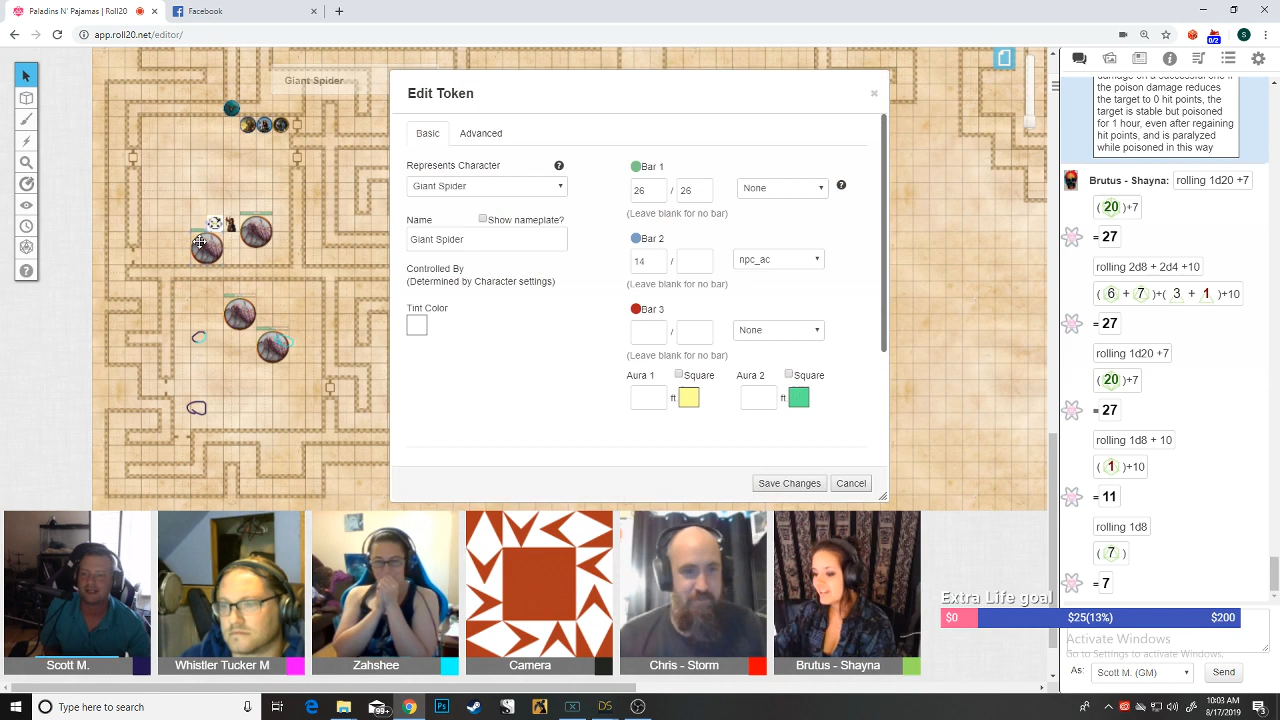 Paladins N' Pajamas | Roll20
Facebook
app.roll20.net/editor/
0/2
S
Giant Spider
Edit Token
Basic
Advanced
Represents Character
Giant Spider
Name
Show nameplate?
Giant Spider
Controlled By
(Determined by Character settings)
Tint Color
Bar 1
26 / 26
None
(Leave blank for no bar)
Bar 2
14 /
npc_ac
(Leave blank for no bar)
Bar 3
/
None
(Leave blank for no bar)
Aura 1
Square
Aura 2
Square
ft.
ft.
Save Changes
Cancel
damage on a successful one if
the poison damage reduces
the target to 0 hit points, the
target is stable but poisoned
for 1 hour, even after regaining
hit points, and is paralyzed
while poisoned in this way
Brutus - Shayna:
rolling 1d20 +7
(20)+7
= 27
rolling 2d8 + 2d4 +10
(6 + 7)+(3 + 1)+10
= 27
rolling 1d20 +7
(20)+7
= 27
rolling 1d8 + 10
(1)+10
= 11
rolling 1d8
(7)
= 7
Extra Life goal
$0
$25(13%)
$200
Activate Windows
Go to Settings to activate Windows.
As:
Scott M. (GM)
Send
Scott M.
Whistler Tucker M
Zahshee
Camera
Chris - Storm
Brutus - Shayna
Type here to search
99+
Ps
DS
10:03 AM
8/17/2019